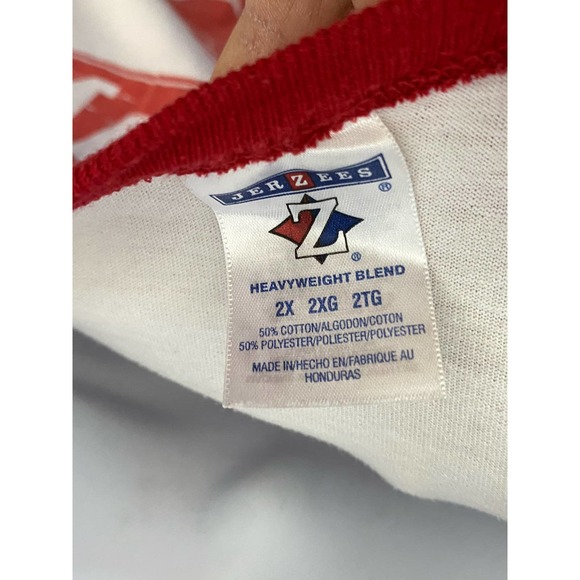 JERZEES®
Z®
HEAVYWEIGHT BLEND
2X 2XG 2TG
50% COTTON/ALGODON/COTON
50% POLYESTER/POLIESTER/POLYESTER
MADE IN/HECHO EN/FABRIQUE AU
HONDURAS